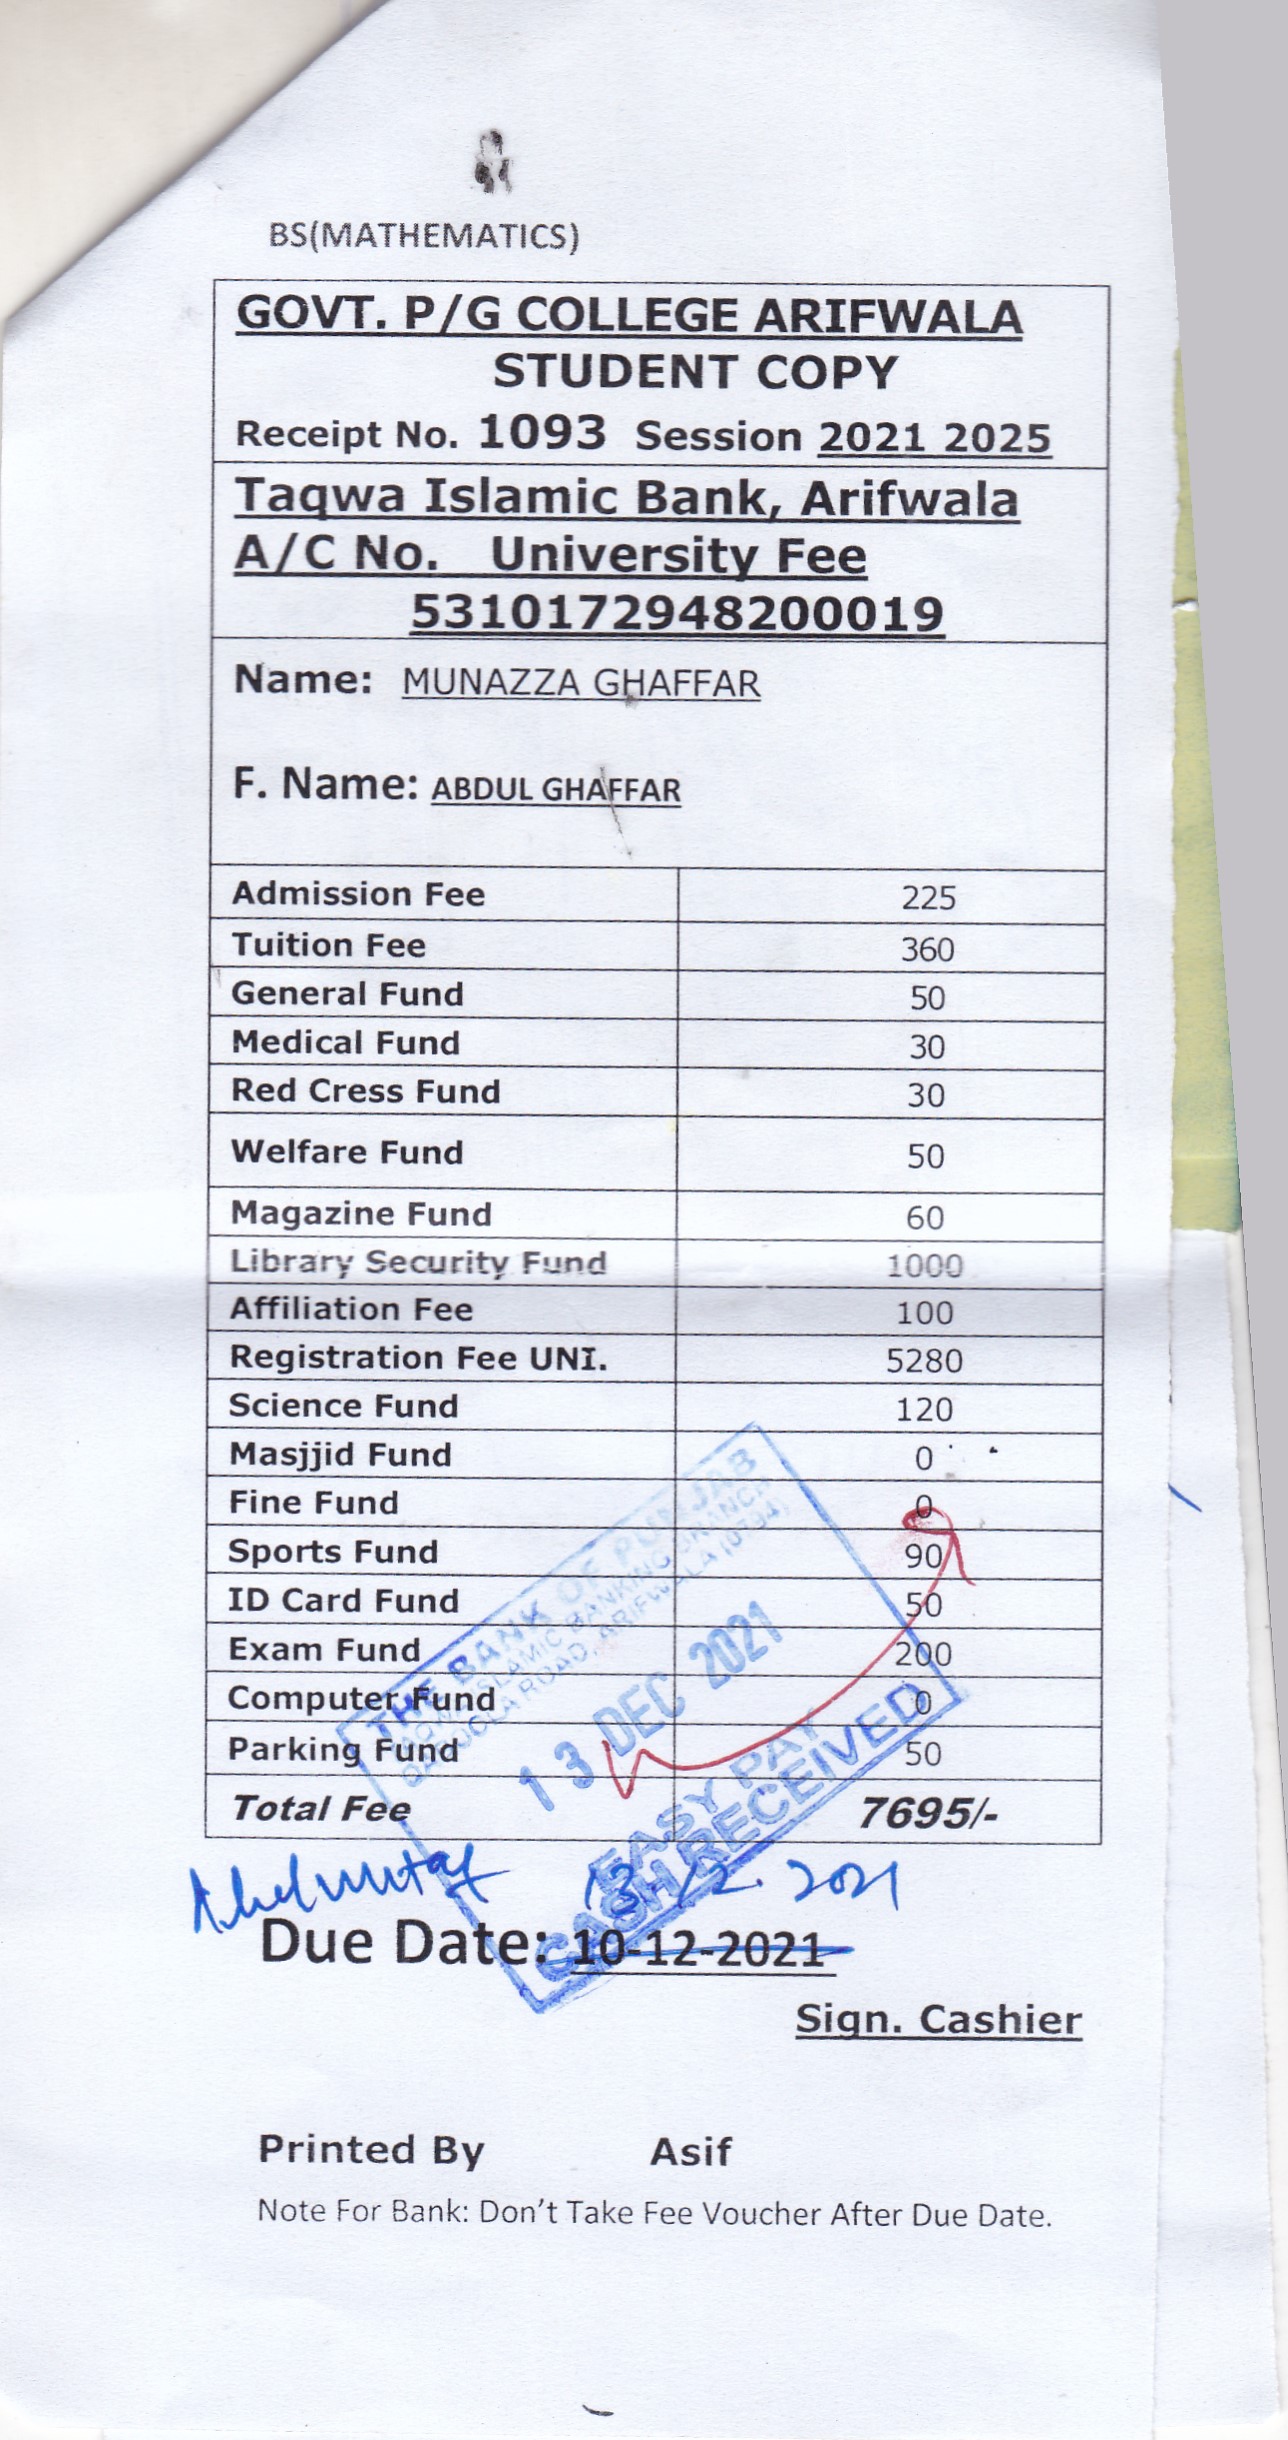 BS(MATHEMATICS)
GOVT. P/G COLLEGE ARIFWALA
STUDENT COPY
Receipt No. 1093 Session 2021 2025
Taqwa Islamic Bank, Arifwala
A/C No. University Fee
5310172948200019
Name: MUNAZZA GHAFFAR
F. Name: ABDUL GHAFFAR
Admission Fee 225
Tuition Fee 360
General Fund 50
Medical Fund 30
Red Cress Fund 30
Welfare Fund 50
Magazine Fund 60
Library Security Fund 1000
Affiliation Fee 100
Registration Fee UNI. 5280
Science Fund 120
Masjjid Fund 0
Fine Fund 0
Sports Fund 90
ID Card Fund 50
Exam Fund 200
Computer Fund 0
Parking Fund 50
Total Fee 7695/-
THE BANK OF PUNJAB
TAQWA ISLAMIC BANKING BRANCH
QABOOLA ROAD, ARIFWALA (0794)
13 DEC 2021
EASY PAY
CASH RECEIVED
13.12.2021
Due Date: 10-12-2021
Sign. Cashier
Printed By Asif
Note For Bank: Don't Take Fee Voucher After Due Date.